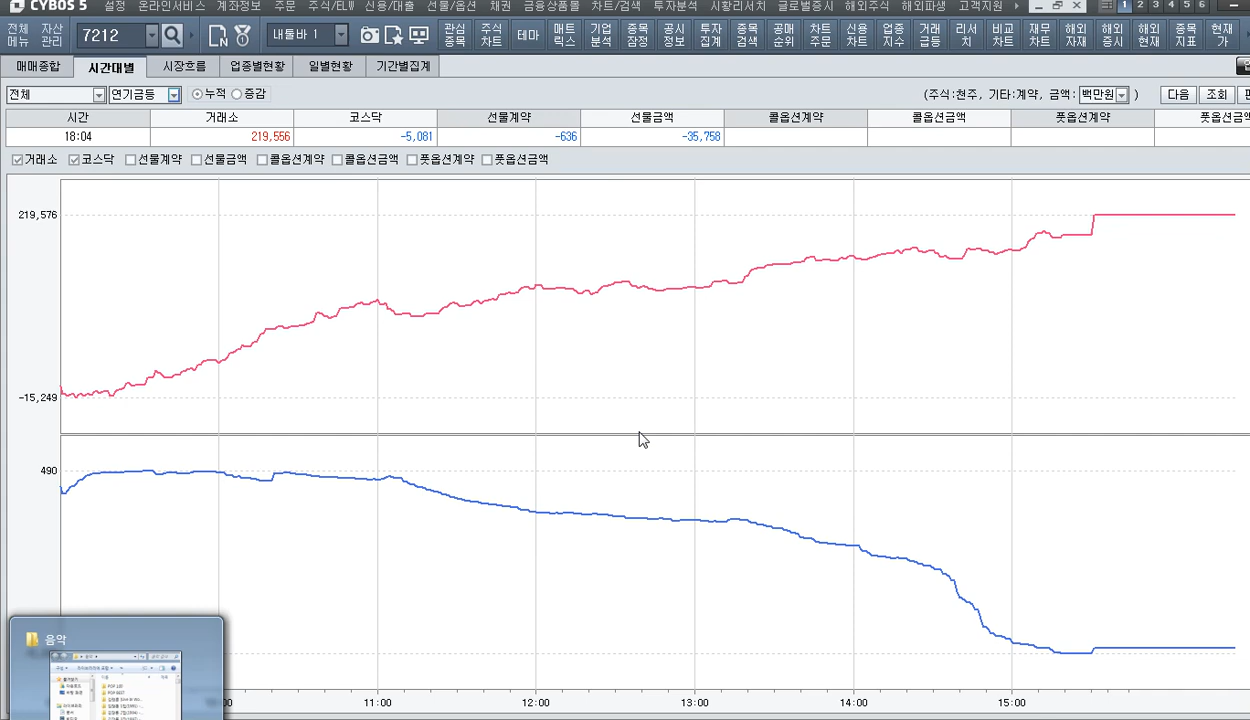 CYBOS 5 설정 온라인서비스 계좌정보 주문 주식/ELW 신용/대출 선물/옵션 채권 금융상품몰 차트/검색 투자분석 시황리서치 글로벌증시 해외주식 해외파생 고객지원 1 2 3 4 5 6
전체 메뉴 자산 관리 7212 내툴바 1 관심 종목 주식 차트 테마 매트 릭스 기업 분석 종목 잠정 공시 정보 투자 집계 종목 검색 공매 순위 차트 주문 신용 차트 업종 지수 거래 급등 리서 치 비교 차트 재무 차트 해외 자재 해외 증시 해외 현재 종목 지표 현재 가
매매종합 시간대별 시장흐름 업종별현황 일별현황 기간별집계
전체 연기금등 누적 증감 (주식:천주, 기타:계약, 금액: 백만원 ) 다음 조회
시간 거래소 코스닥 선물계약 선물금액 콜옵션계약 콜옵션금액 풋옵션계약 풋옵션금액
18:04 219,556 -5,081 -636 -35,758
거래소 코스닥 선물계약 선물금액 콜옵션계약 콜옵션금액 풋옵션계약 풋옵션금액
219,576
-15,249
490
음악
11:00 12:00 13:00 14:00 15:00